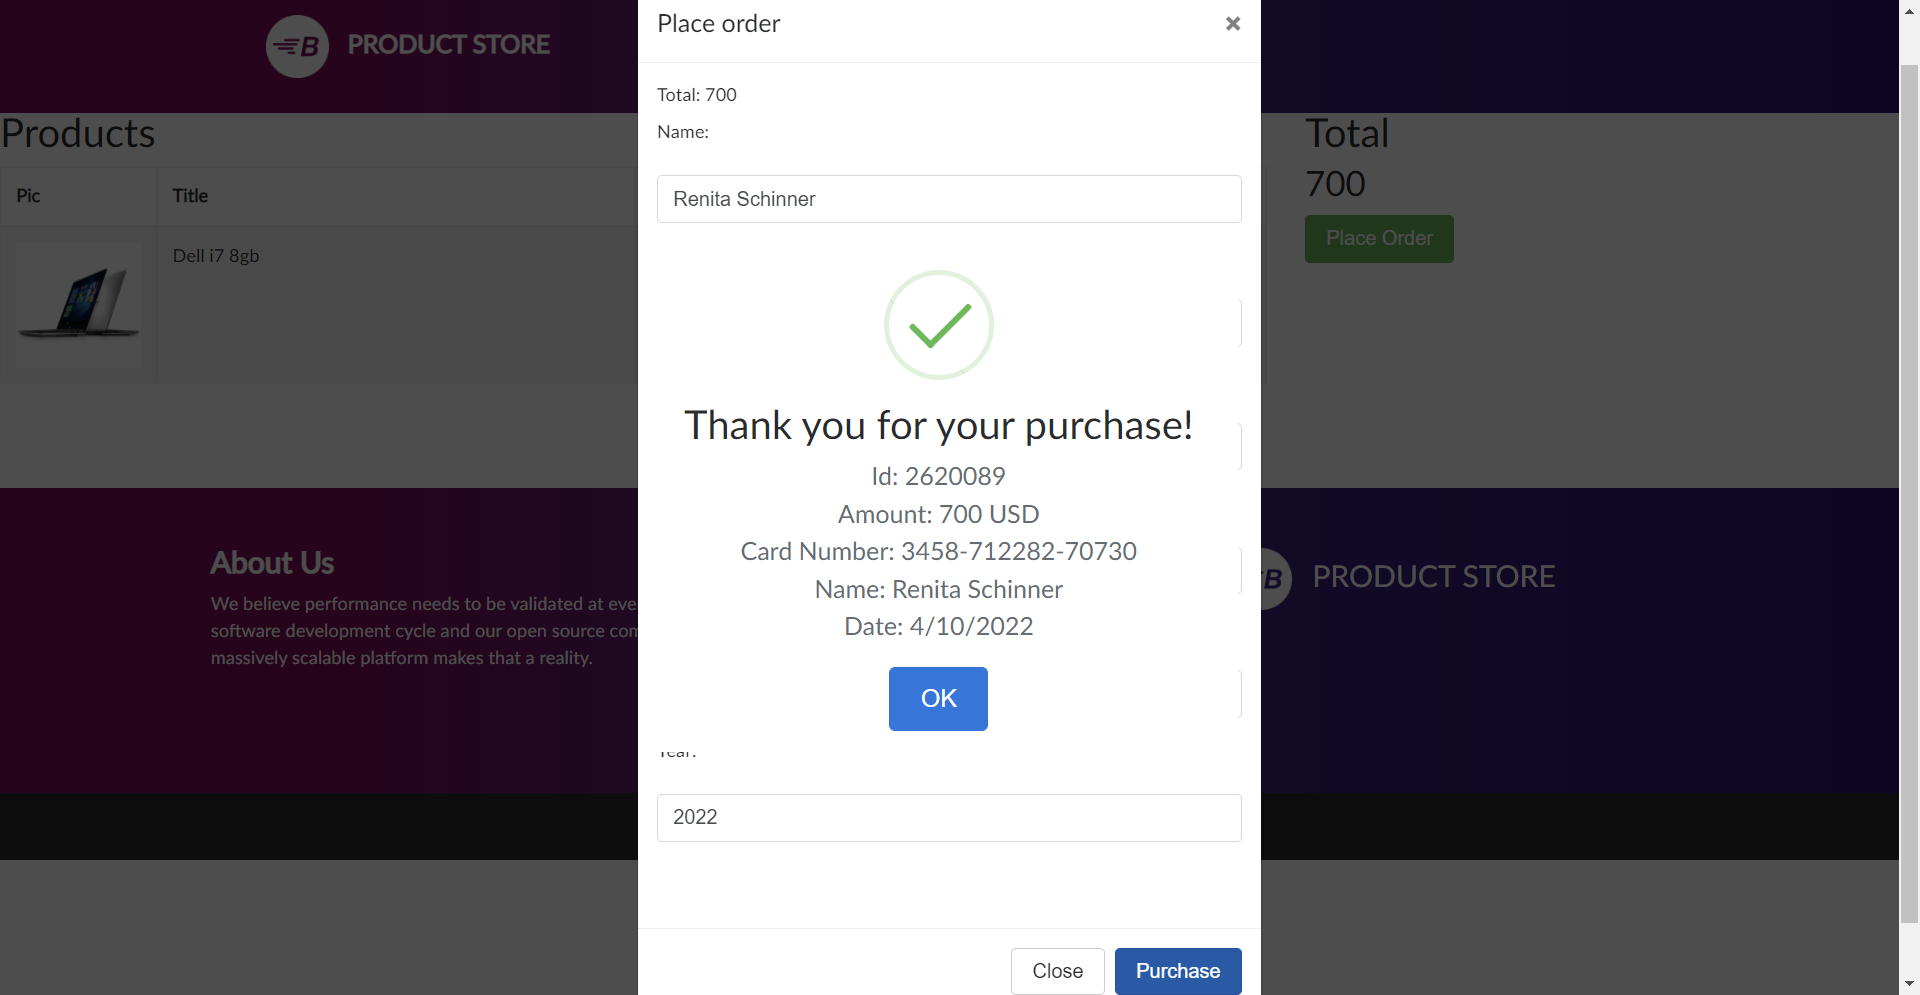 Place order
×
B PRODUCT STORE
Total: 700
Name:
Renita Schinner
Products
Pic
Title
Dell i7 8gb
Total
700
Place Order
Thank you for your purchase!
Id: 2620089
Amount: 700 USD
Card Number: 3458-712282-70730
Name: Renita Schinner
Date: 4/10/2022
OK
Year:
2022
Close
Purchase
About Us
We believe performance needs to be validated at eve
software development cycle and our open source com
massively scalable platform makes that a reality.
B PRODUCT STORE